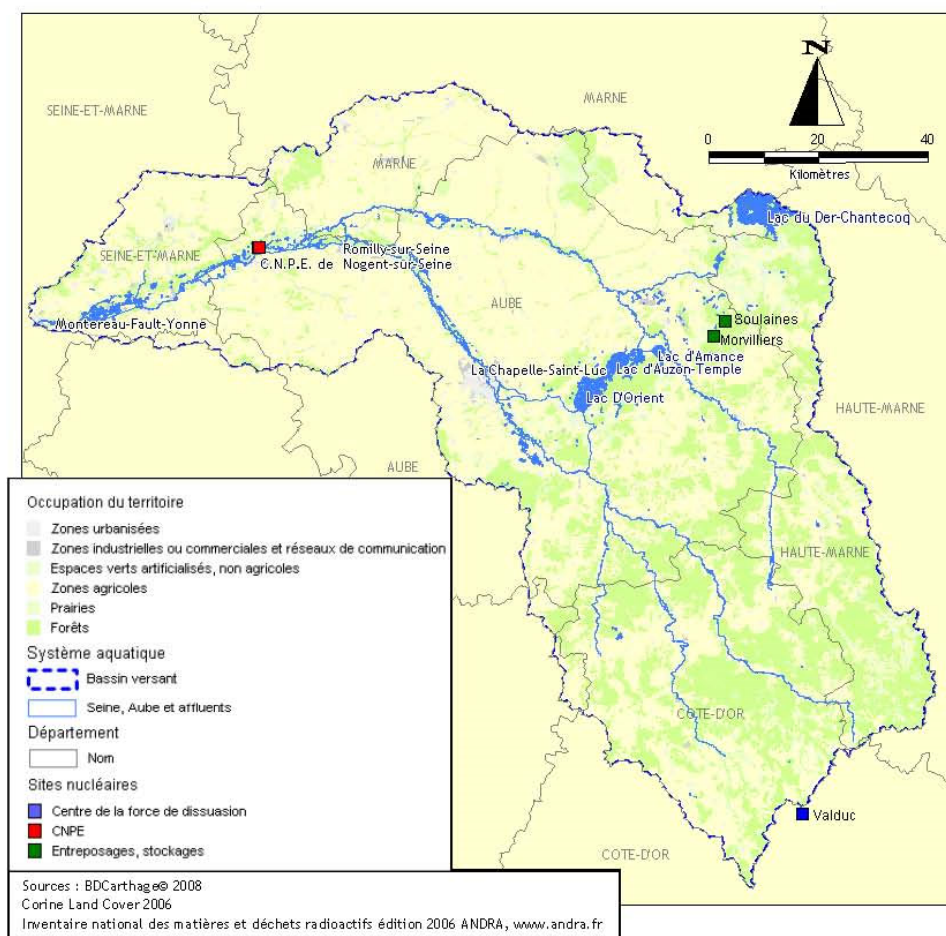 SEINE-ET-MARNE
MARNE
N
0 20 40
Kilomètres
MARNE
Lac du Der-Chantecoq
SEINE-ET-MARNE
Romilly-sur-Seine
C.N.P.E. de Nogent-sur-Seine
AUBE
Montereau-Fault-Yonne
Soulaines
Morvilliers
Lac d'Amance
La Chapelle-Saint-Luc
Lac d'Auzon-Temple
Lac D'Orient
HAUTE-MARNE
AUBE
HAUTE-MARNE
COTE-D'OR
Valduc
COTE-D'OR
Occupation du territoire
Zones urbanisées
Zones industrielles ou commerciales et réseaux de communication
Espaces verts artificialisés, non agricoles
Zones agricoles
Prairies
Forêts
Système aquatique
Bassin versant
Seine, Aube et affluents
Département
Nom
Sites nucléaires
Centre de la force de dissuasion
CNPE
Entreposages, stockages
Sources : BDCarthage© 2008
Corine Land Cover 2006
Inventaire national des matières et déchets radioactifs édition 2006 ANDRA, www.andra.fr